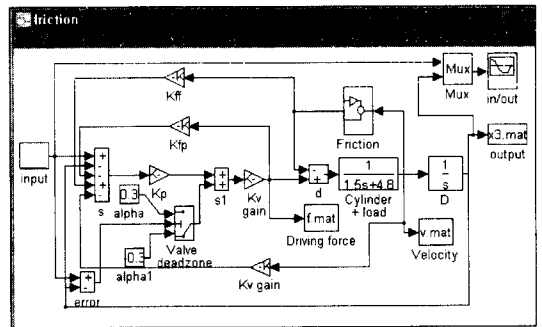 friction
Mux
Mux
in/out
Kff
Friction
x3.mat
output
Kfp
input
s
Kp
s1
Kv
gain
d
1
1.5s+4.8
Cylinder
+ load
1
s
D
0.3
alpha
f.mat
Driving force
v.mat
Velocity
Valve
deadzone
0.3
alpha1
Kv gain
error